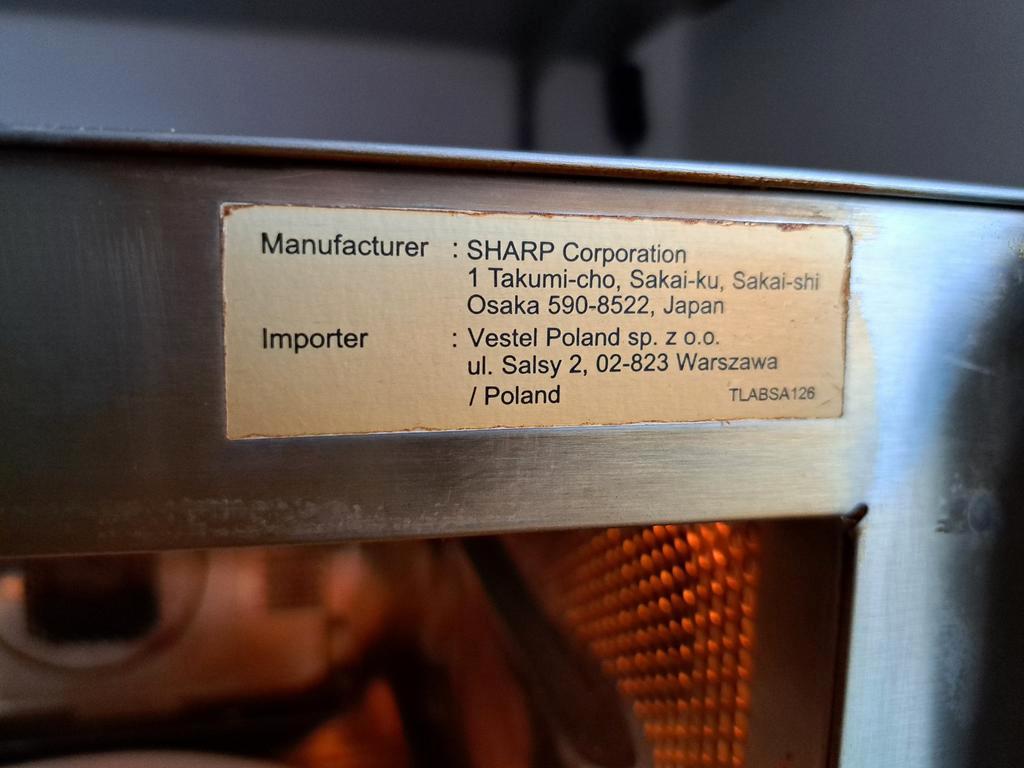 Manufacturer : SHARP Corporation
1 Takumi-cho, Sakai-ku, Sakai-shi
Osaka 590-8522, Japan
Importer : Vestel Poland sp. z o.o.
ul. Salsy 2, 02-823 Warszawa
/ Poland TLABSA126